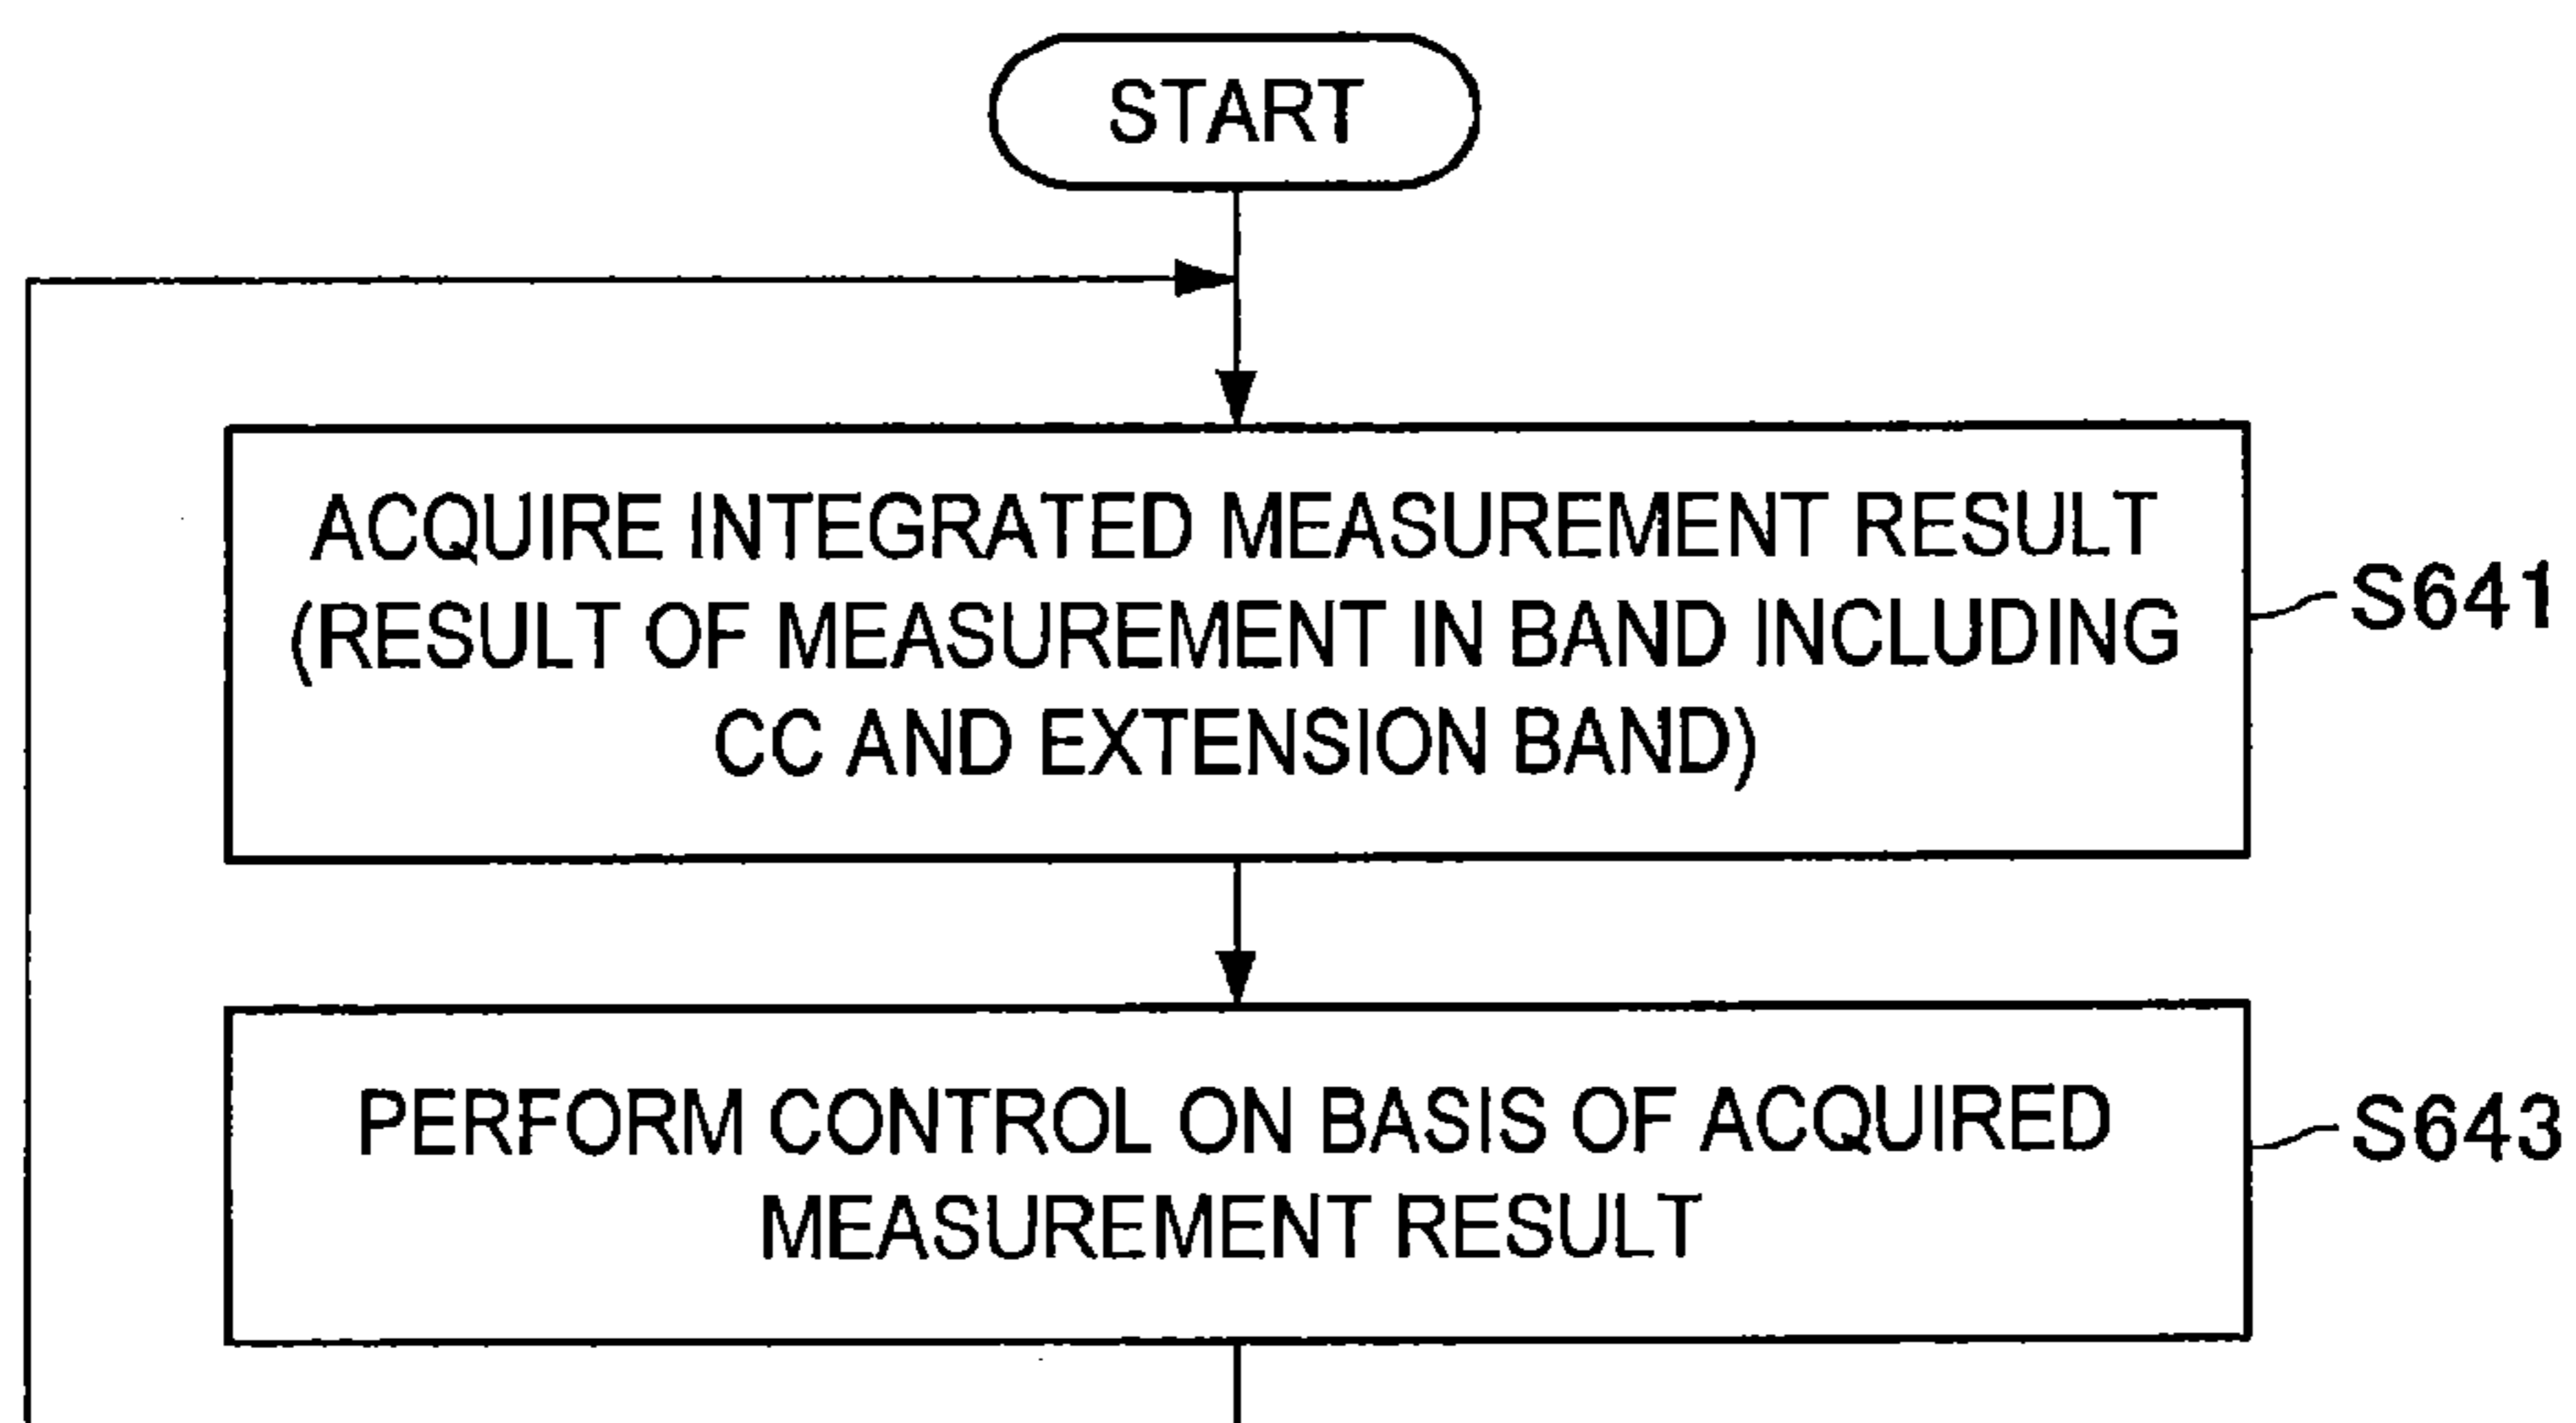 START
ACQUIRE INTEGRATED MEASUREMENT RESULT
(RESULT OF MEASUREMENT IN BAND INCLUDING
CC AND EXTENSION BAND)
S641
PERFORM CONTROL ON BASIS OF ACQUIRED
MEASUREMENT RESULT
S643